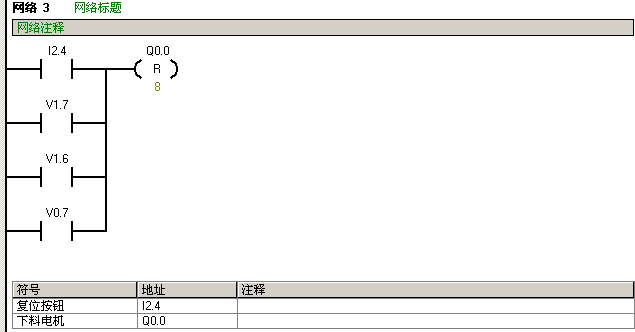 网络 3 网络标题
网络注释
I2.4 Q0.0
R
8
V1.7
V1.6
V0.7
符号 地址 注释
复位按钮 I2.4
下料电机 Q0.0